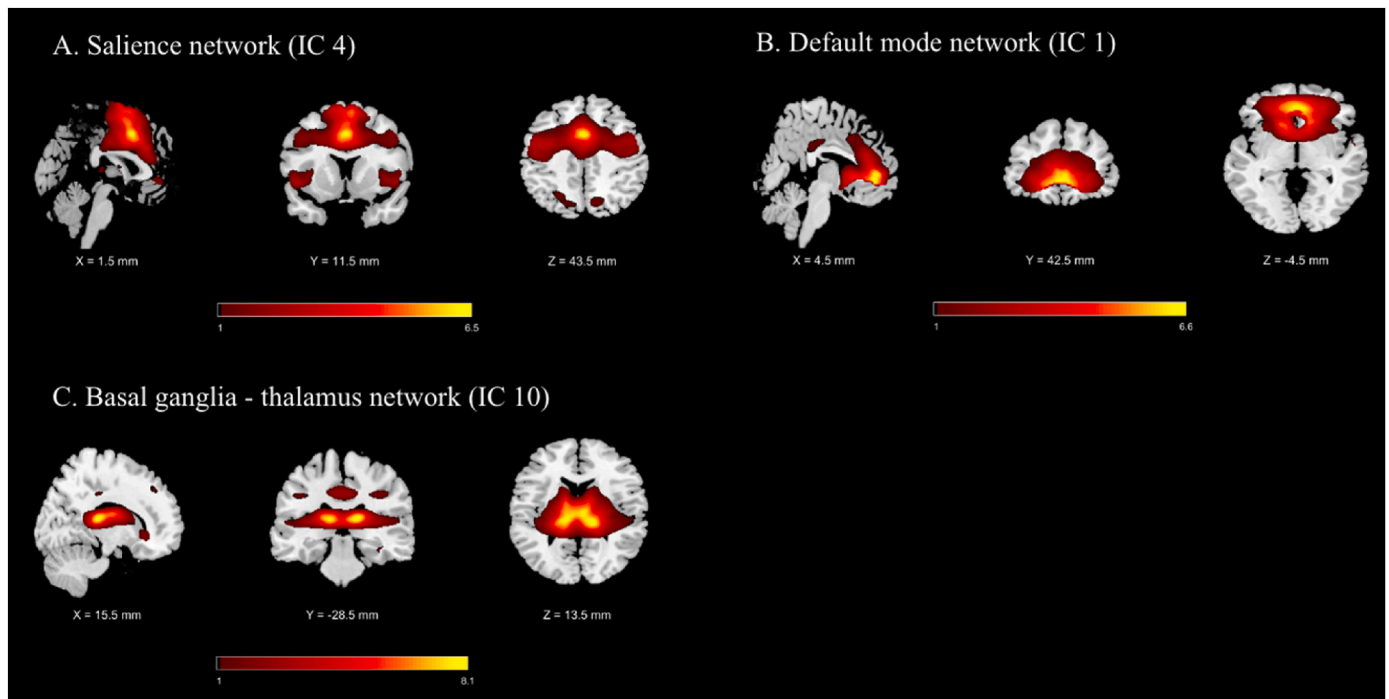 A. Salience network (IC 4)
B. Default mode network (IC 1)
X = 1.5 mm
Y = 11.5 mm
Z = 43.5 mm
X = 4.5 mm
Y = 42.5 mm
Z = -4.5 mm
1
6.5
1
6.6
C. Basal ganglia - thalamus network (IC 10)
X = 15.5 mm
Y = -28.5 mm
Z = 13.5 mm
1
8.1